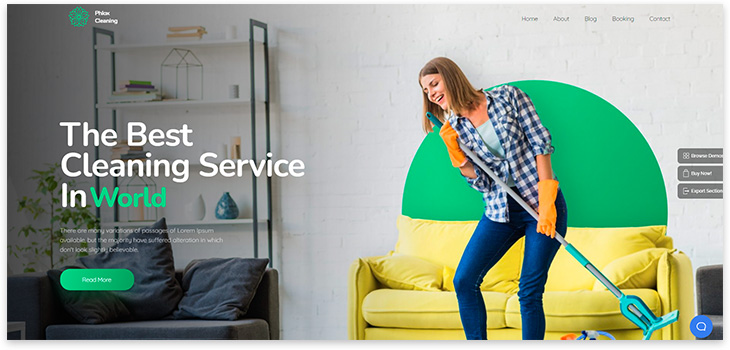 Phlox
Cleaning
Home About Blog Booking Contact
The Best
Cleaning Service
In World
There are many variations of passages of Lorem Ipsum
available, but the majority have suffered alteration in which
don't look slightly believable.
Read More
Browse Demos
Buy Now!
Export Section